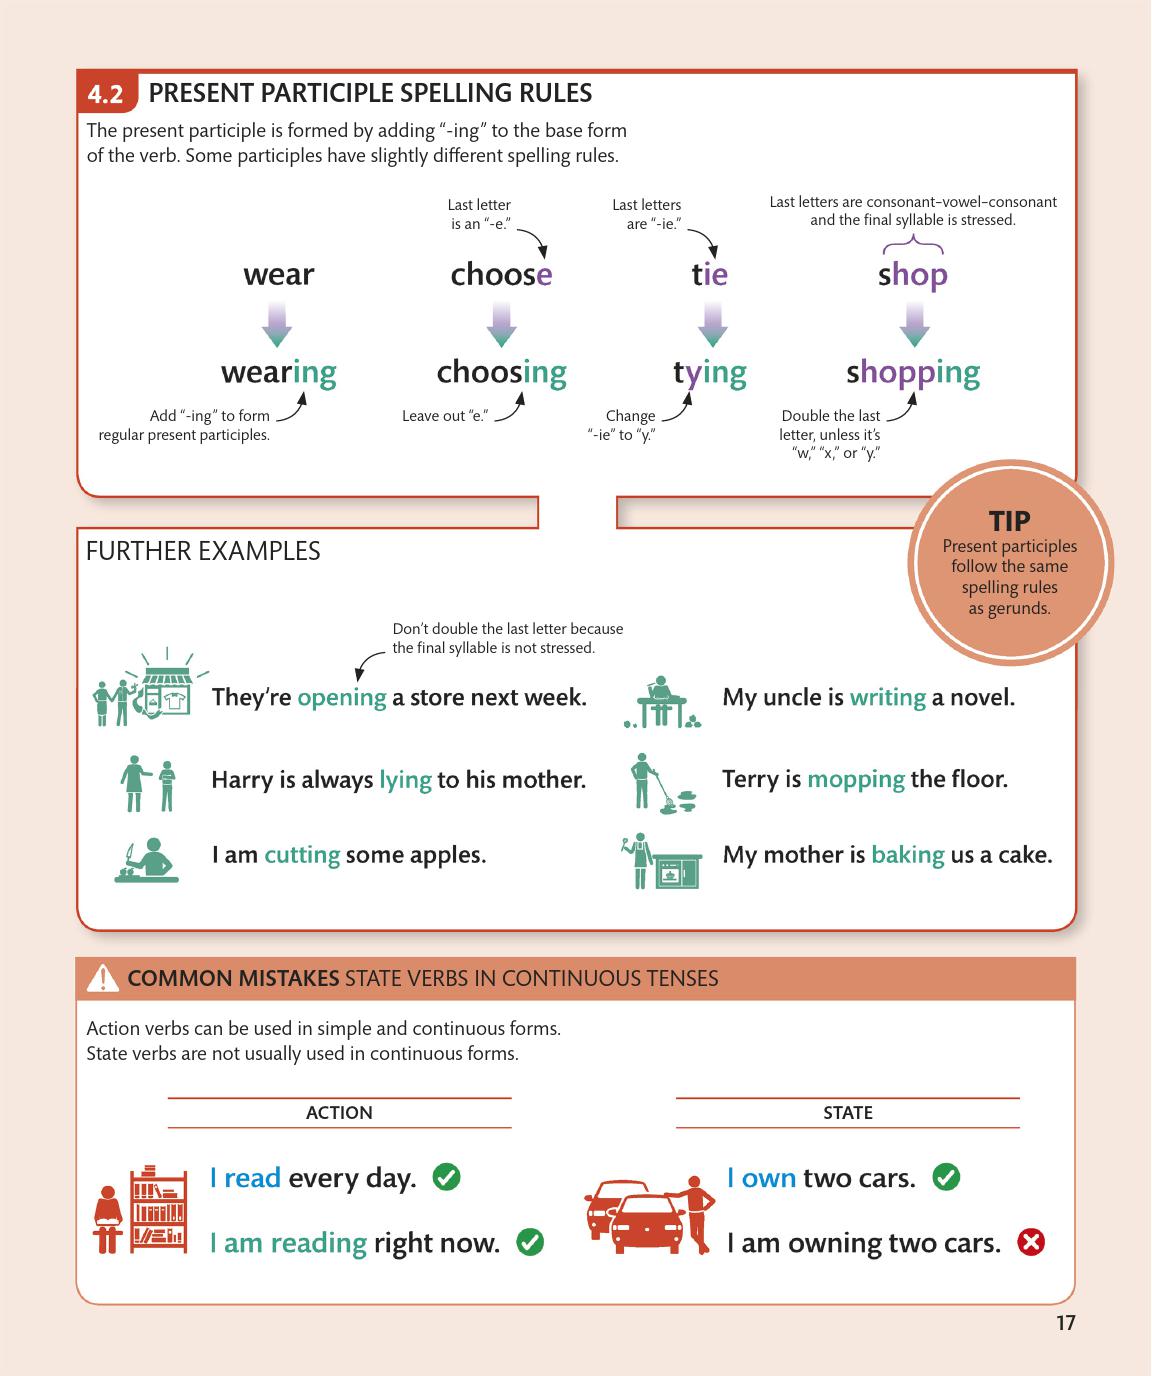 4.2 PRESENT PARTICIPLE SPELLING RULES
The present participle is formed by adding “-ing” to the base form
of the verb. Some participles have slightly different spelling rules.
Last letter
is an “-e.”
Last letters
are “-ie.”
Last letters are consonant–vowel–consonant
and the final syllable is stressed.
wear
choose
tie
shop
wearing
choosing
tying
shopping
Add “-ing” to form
regular present participles.
Leave out “e.”
Change
“-ie” to “y.”
Double the last
letter, unless it’s
“w,” “x,” or “y.”
TIP
Present participles
follow the same
spelling rules
as gerunds.
FURTHER EXAMPLES
Don’t double the last letter because
the final syllable is not stressed.
They’re opening a store next week.
My uncle is writing a novel.
Harry is always lying to his mother.
Terry is mopping the floor.
I am cutting some apples.
My mother is baking us a cake.
COMMON MISTAKES STATE VERBS IN CONTINUOUS TENSES
Action verbs can be used in simple and continuous forms.
State verbs are not usually used in continuous forms.
ACTION
I read every day.
I am reading right now.
STATE
I own two cars.
I am owning two cars.
17